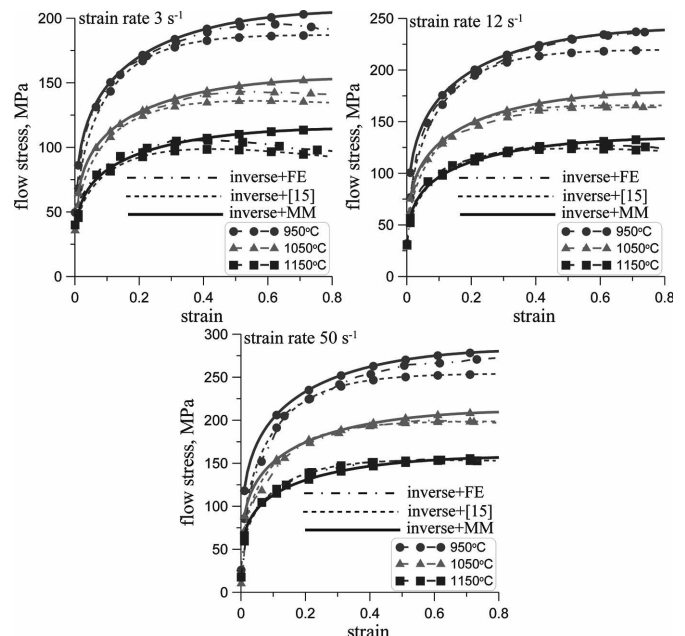 strain rate 3 s⁻¹
flow stress, MPa
200
150
100
50
0
0
0.2
0.4
0.6
0.8
strain
inverse+FE
inverse+[15]
inverse+MM
950ºC
1050ºC
1150ºC
strain rate 12 s⁻¹
flow stress, MPa
250
200
150
100
50
0
0
0.2
0.4
0.6
0.8
strain
inverse+FE
inverse+[15]
inverse+MM
950ºC
1050ºC
1150ºC
strain rate 50 s⁻¹
flow stress, MPa
300
250
200
150
100
50
0
0
0.2
0.4
0.6
0.8
strain
inverse+FE
inverse+[15]
inverse+MM
950ºC
1050ºC
1150ºC